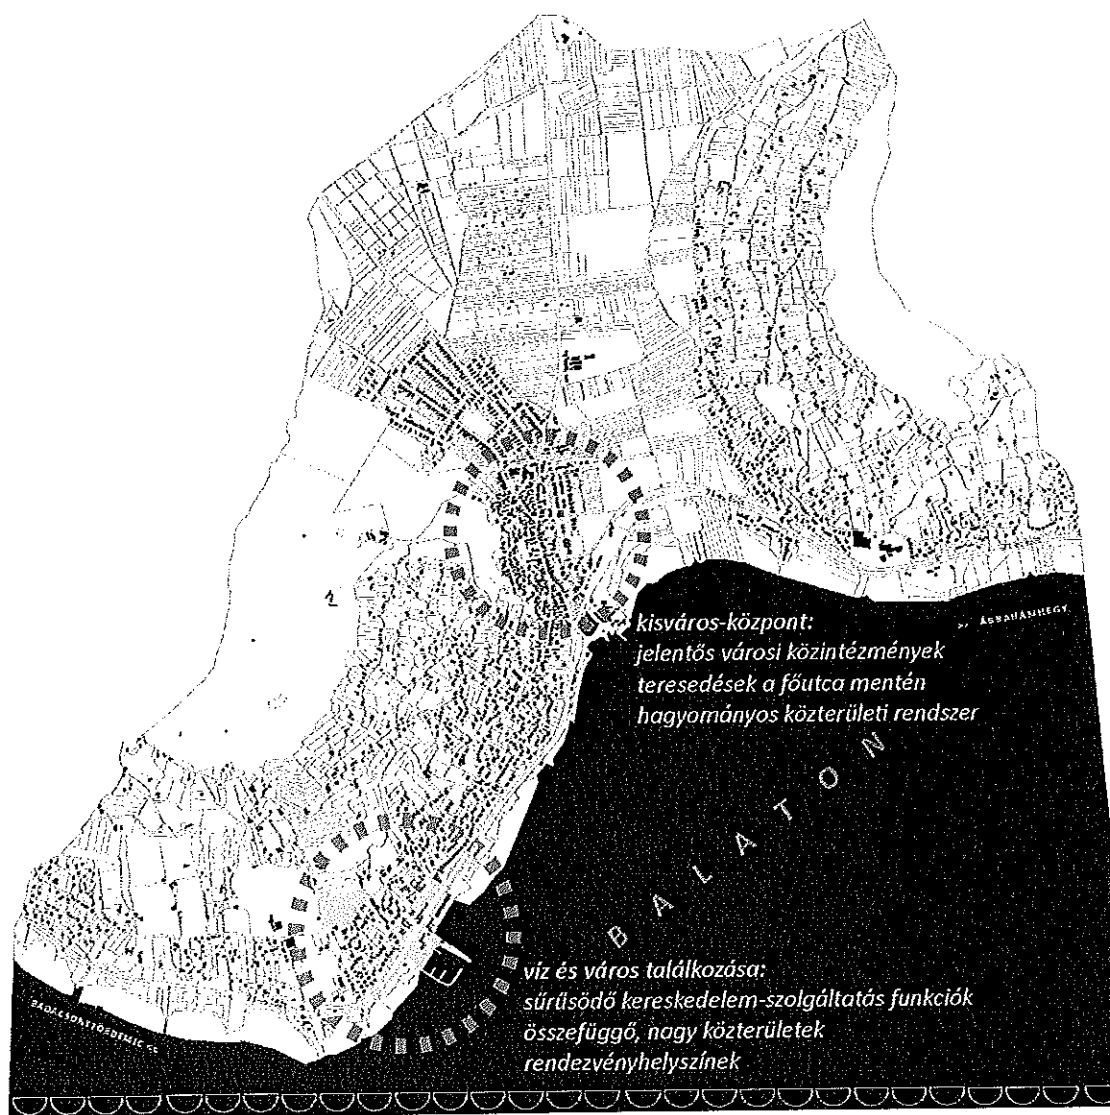 ÁBRAHÁMHEGY
kisváros-központ:
jelentős városi közintézmények
teresedések a főutca mentén
hagyományos közterületi rendszer
BALATON
víz és város találkozása:
sűrűsödő kereskedelem-szolgáltatás funkciók
összefüggő, nagy közterületek
rendezvényhelyszínek